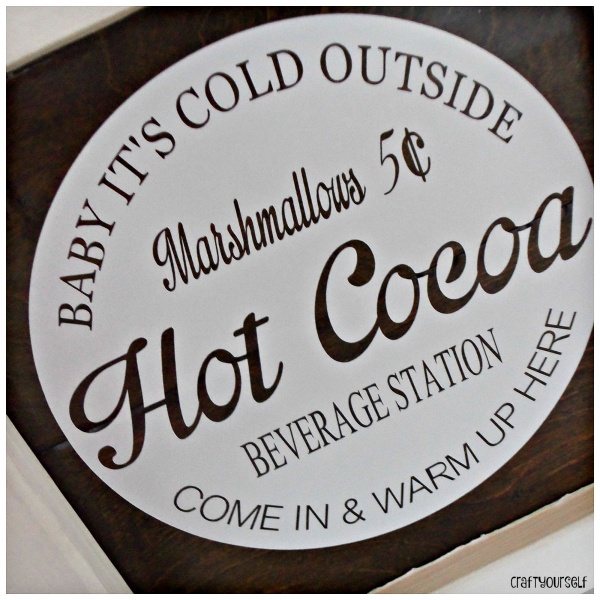 BABY IT'S COLD OUTSIDE
Marshmallows 5¢
Hot Cocoa
BEVERAGE STATION
COME IN & WARM UP HERE
CRAFTYOURSELF